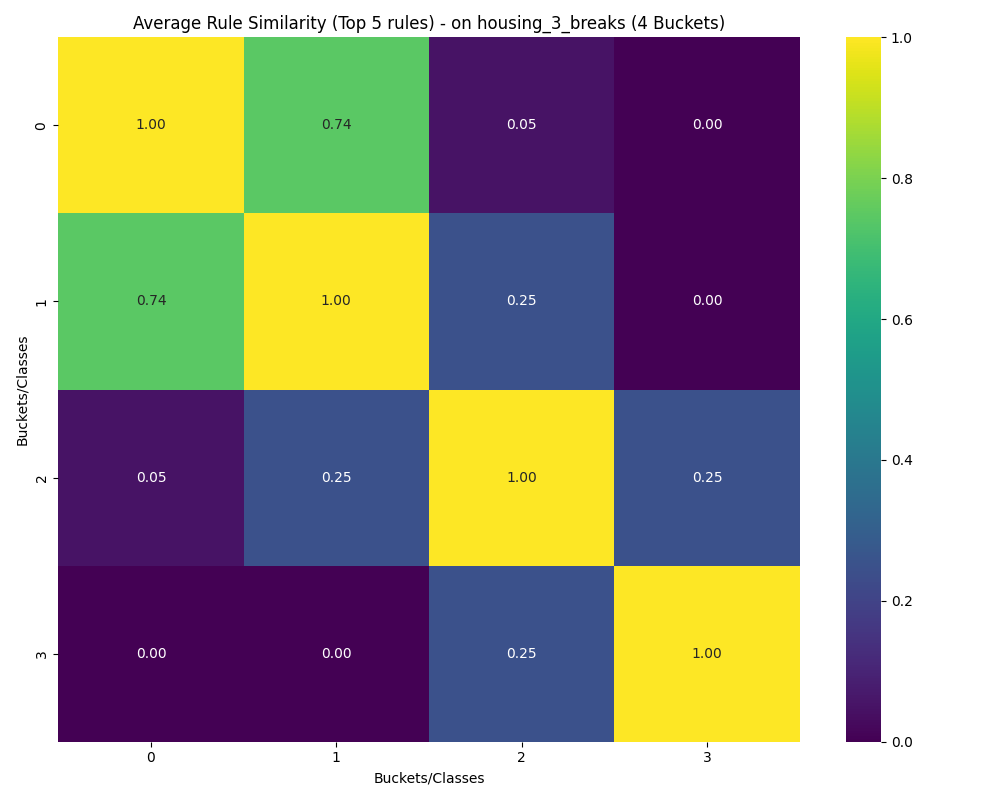 Average Rule Similarity (Top 5 rules) - on housing_3_breaks (4 Buckets)
0 1.00 0.74 0.05 0.00
1 0.74 1.00 0.25 0.00
2 0.05 0.25 1.00 0.25
3 0.00 0.00 0.25 1.00
0 1 2 3
Buckets/Classes
Buckets/Classes
1.0
0.8
0.6
0.4
0.2
0.0